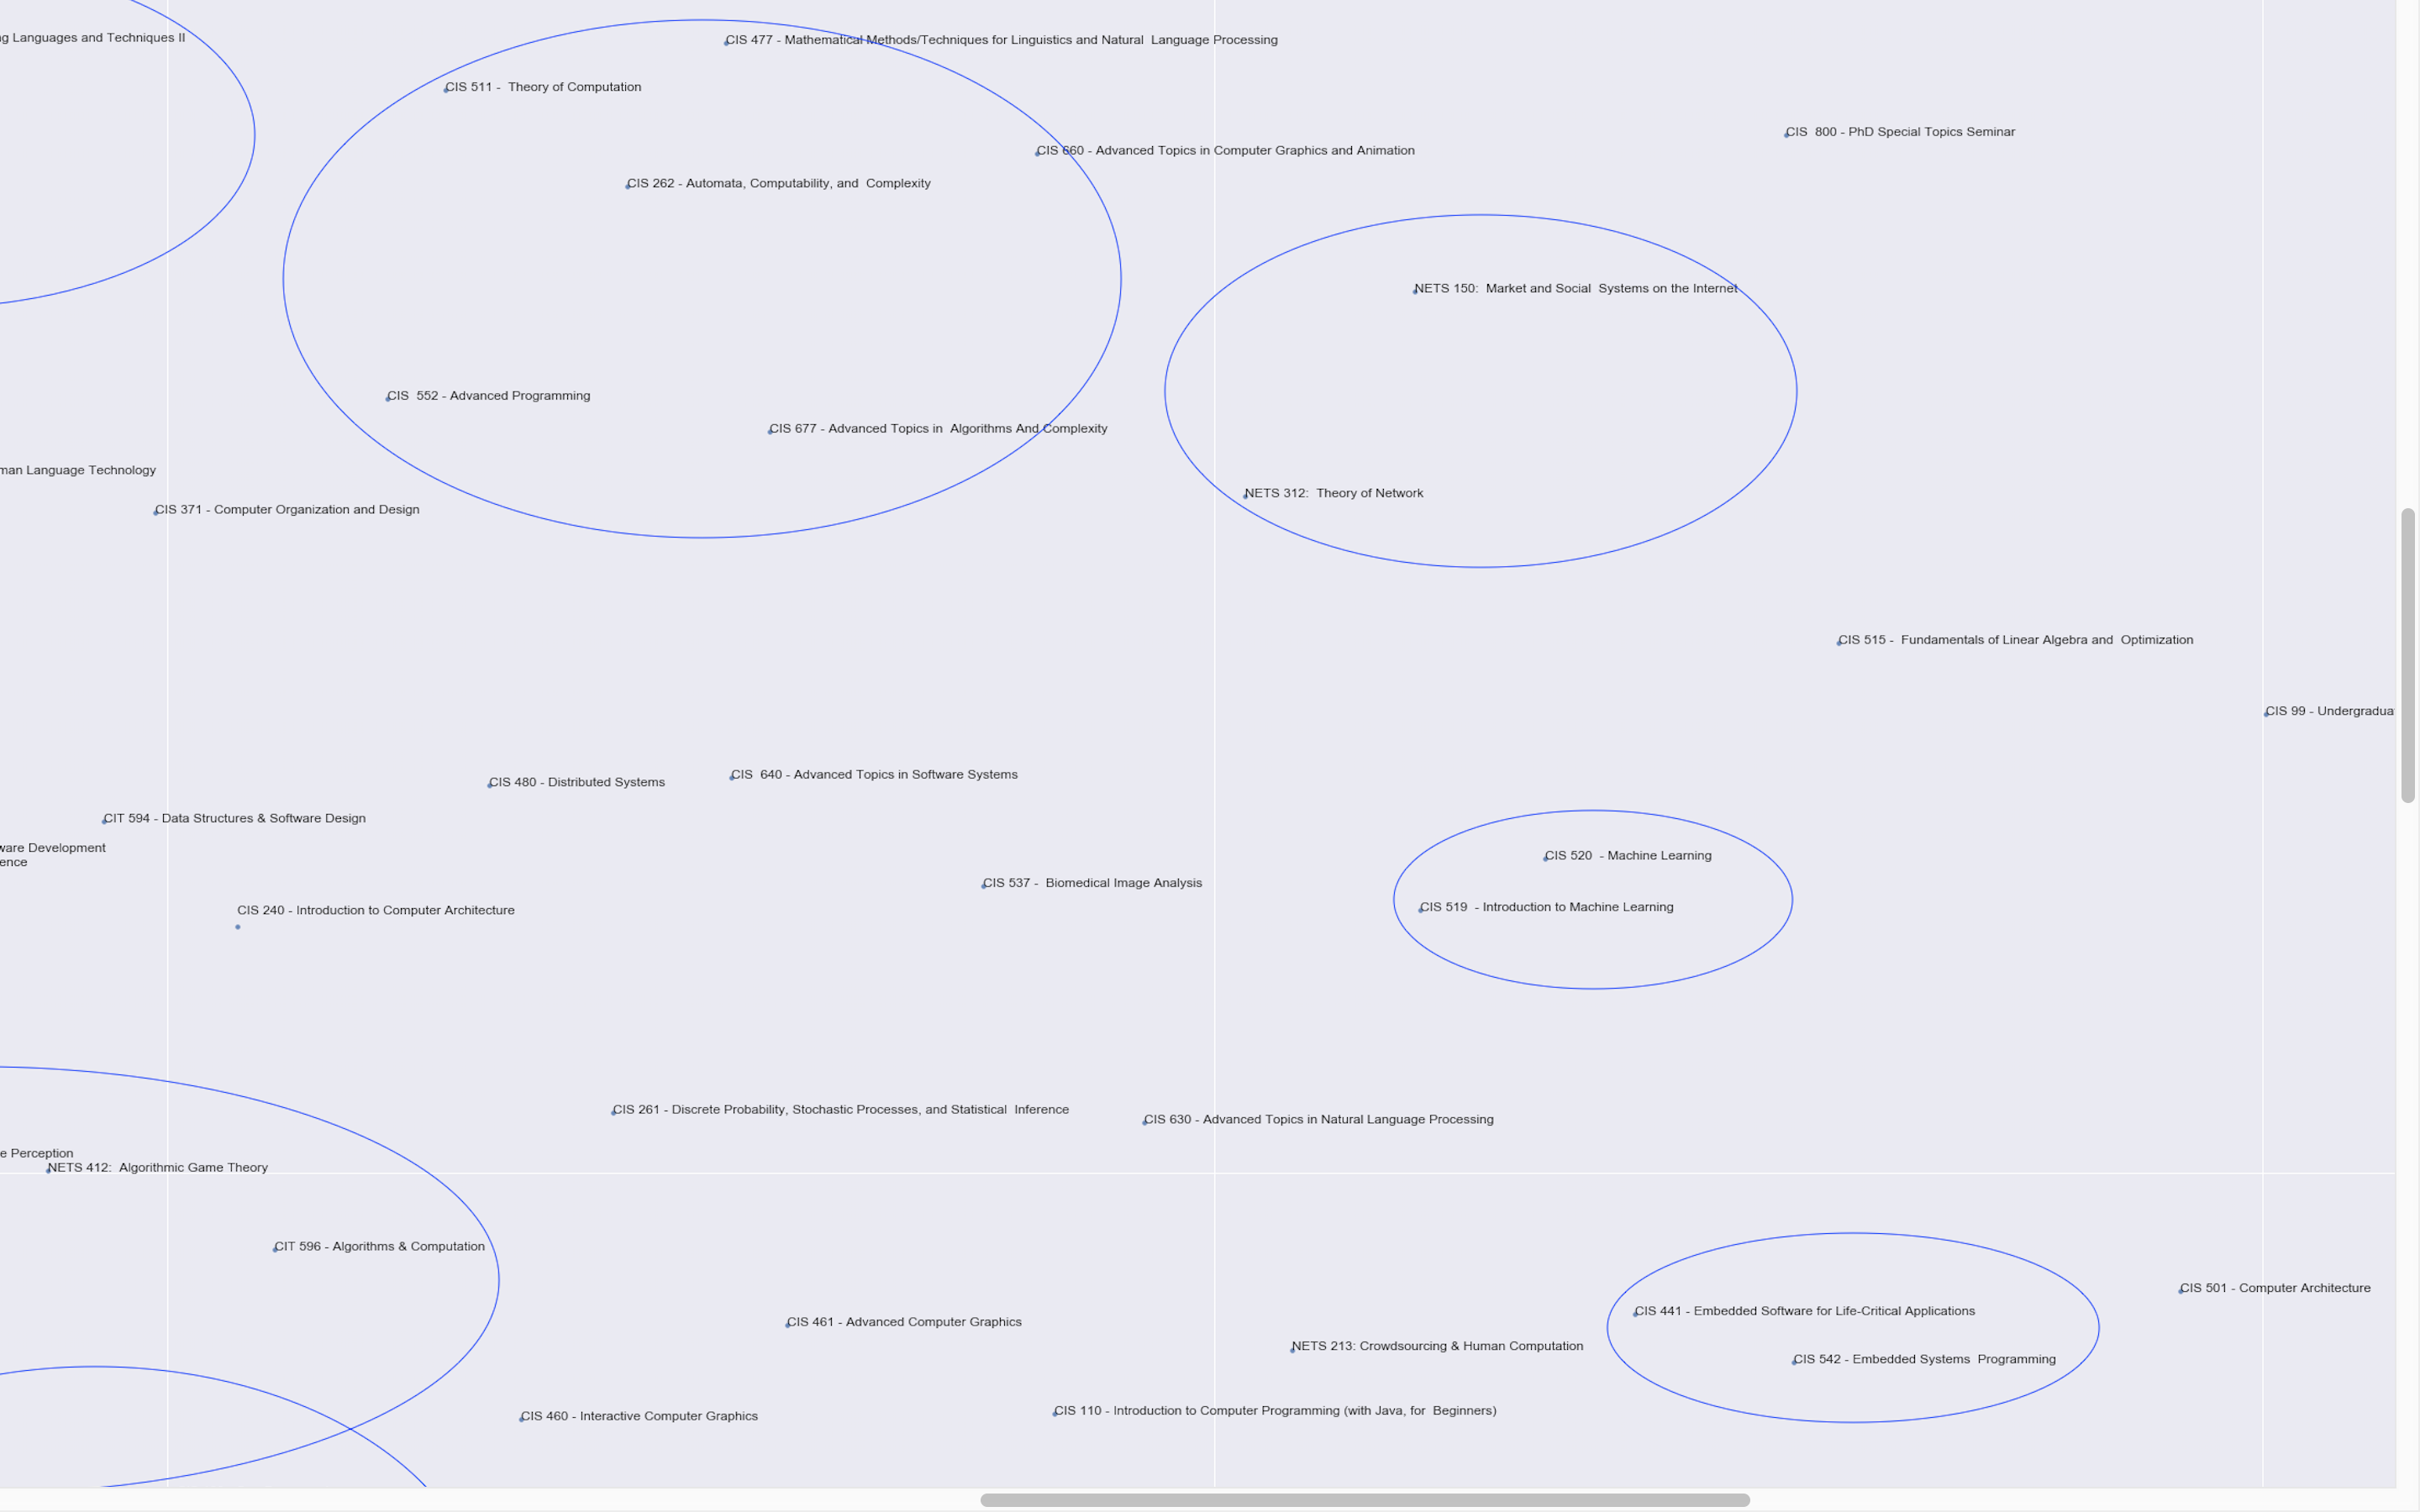 g Languages and Techniques II
CIS 477 - Mathematical Methods/Techniques for Linguistics and Natural  Language Processing
CIS 511 -  Theory of Computation
CIS  800 - PhD Special Topics Seminar
CIS 660 - Advanced Topics in Computer Graphics and Animation
CIS 262 - Automata, Computability, and  Complexity
NETS 150:  Market and Social  Systems on the Internet
CIS  552 - Advanced Programming
CIS 677 - Advanced Topics in  Algorithms And Complexity
man Language Technology
NETS 312:  Theory of Network
CIS 371 - Computer Organization and Design
CIS 515 -  Fundamentals of Linear Algebra and  Optimization
CIS 99 - Undergradua
CIS  640 - Advanced Topics in Software Systems
CIS 480 - Distributed Systems
CIT 594 - Data Structures & Software Design
ware Development
CIS 520  - Machine Learning
ence
CIS 537 -  Biomedical Image Analysis
CIS 519  - Introduction to Machine Learning
CIS 240 - Introduction to Computer Architecture
CIS 261 - Discrete Probability, Stochastic Processes, and Statistical  Inference
CIS 630 - Advanced Topics in Natural Language Processing
e Perception
NETS 412:  Algorithmic Game Theory
CIT 596 - Algorithms & Computation
CIS 501 - Computer Architecture
CIS 441 - Embedded Software for Life-Critical Applications
CIS 461 - Advanced Computer Graphics
NETS 213: Crowdsourcing & Human Computation
CIS 542 - Embedded Systems  Programming
CIS 110 - Introduction to Computer Programming (with Java, for  Beginners)
CIS 460 - Interactive Computer Graphics